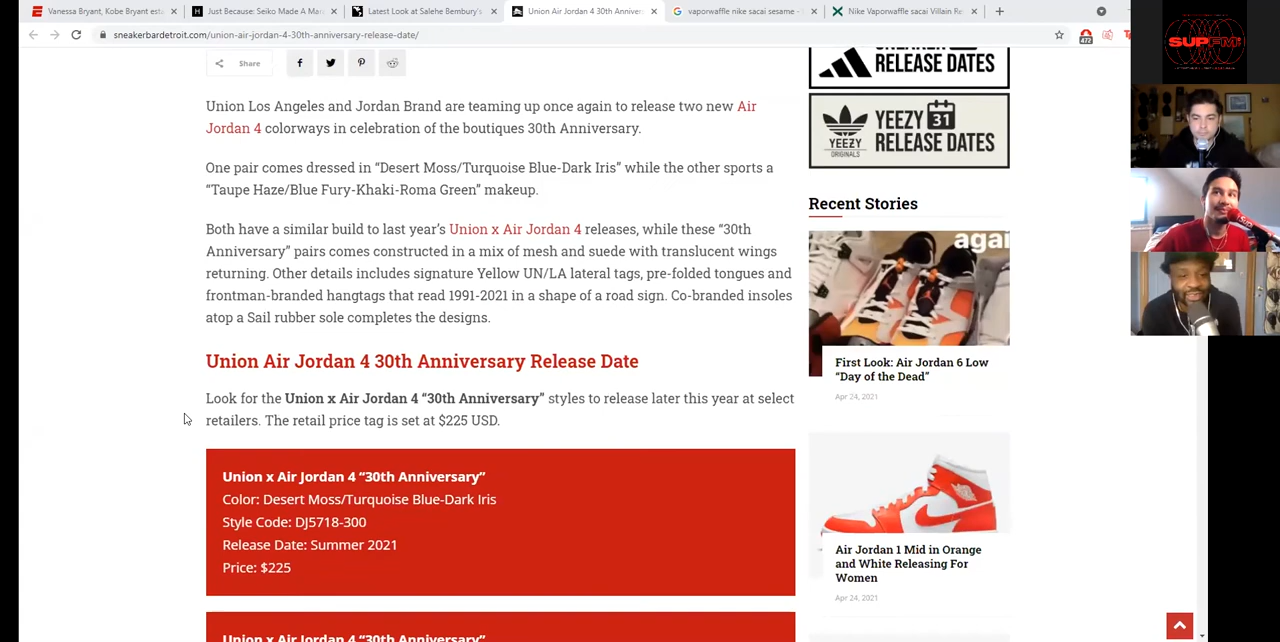 Vanessa Bryant, Kobe Bryant esta
Just Because: Seiko Made A Mar
Latest Look at Salehe Bembury's
Union Air Jordan 4 30th Anniver
vaporwaffle nike sacai sesame -
Nike Vaporwaffle sacai Villain Re
sneakerbardetroit.com/union-air-jordan-4-30th-anniversary-release-date/
472
SUPFM
Share
RELEASE DATES
Union Los Angeles and Jordan Brand are teaming up once again to release two new Air
Jordan 4 colorways in celebration of the boutiques 30th Anniversary.
YEEZY 31
RELEASE DATES
YEEZY
ORIGINALS
One pair comes dressed in “Desert Moss/Turquoise Blue-Dark Iris” while the other sports a
“Taupe Haze/Blue Fury-Khaki-Roma Green” makeup.
Both have a similar build to last year’s Union x Air Jordan 4 releases, while these “30th
Anniversary” pairs comes constructed in a mix of mesh and suede with translucent wings
returning. Other details includes signature Yellow UN/LA lateral tags, pre-folded tongues and
frontman-branded hangtags that read 1991-2021 in a shape of a road sign. Co-branded insoles
atop a Sail rubber sole completes the designs.
Union Air Jordan 4 30th Anniversary Release Date
Look for the Union x Air Jordan 4 “30th Anniversary” styles to release later this year at select
retailers. The retail price tag is set at $225 USD.
Union x Air Jordan 4 “30th Anniversary”
Color: Desert Moss/Turquoise Blue-Dark Iris
Style Code: DJ5718-300
Release Date: Summer 2021
Price: $225
Union x Air Jordan 4 “30th Anniversary”
Recent Stories
again
First Look: Air Jordan 6 Low
“Day of the Dead”
Apr 24, 2021
Air Jordan 1 Mid in Orange
and White Releasing For
Women
Apr 24, 2021